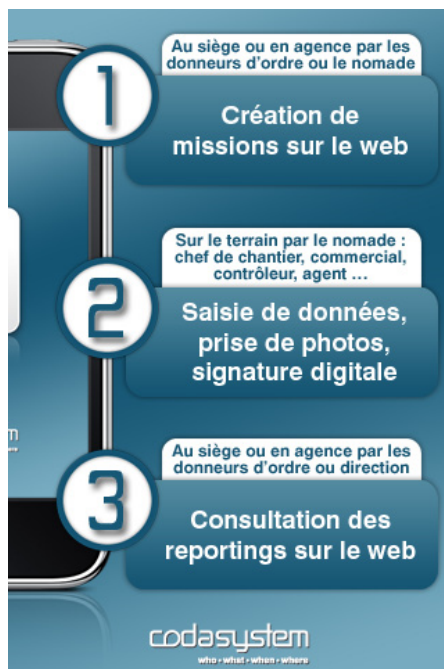 1
Au siège ou en agence par les
donneurs d'ordre ou le nomade
Création de
missions sur le web
2
Sur le terrain par le nomade :
chef de chantier, commercial,
contrôleur, agent ...
Saisie de données,
prise de photos,
signature digitale
3
Au siège ou en agence par les
donneurs d'ordre ou direction
Consultation des
reportings sur le web
codasystem
who • what • when • where